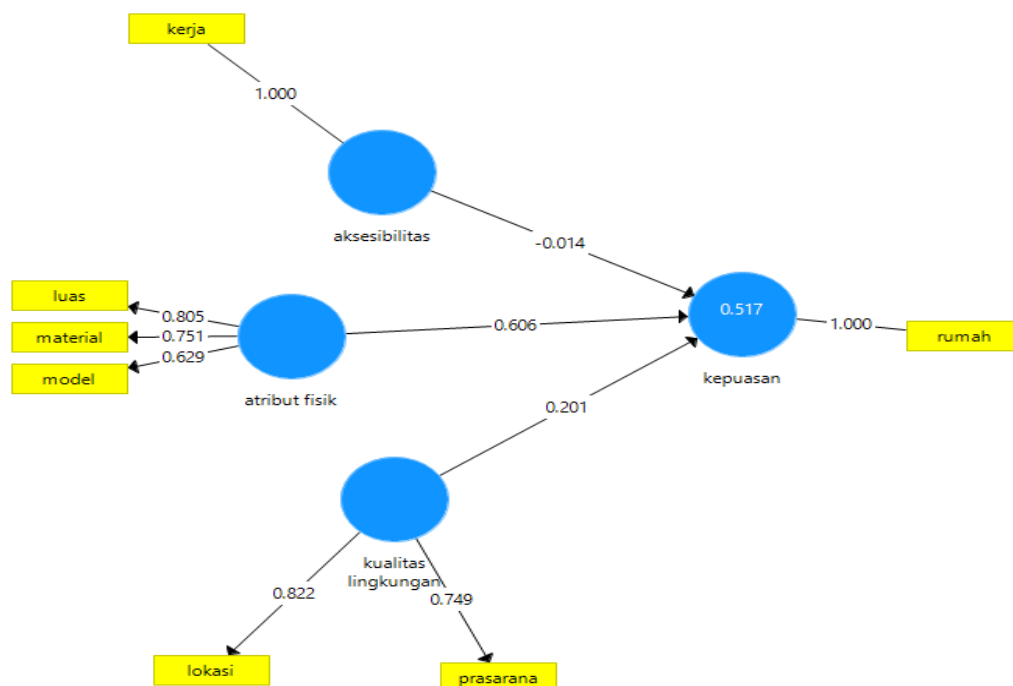 kerja
1.000
aksesibilitas
-0.014
luas
0.805
material
0.751
model
0.629
atribut fisik
0.606
0.517
kepuasan
1.000
rumah
0.201
kualitas
lingkungan
0.822
0.749
lokasi
prasarana